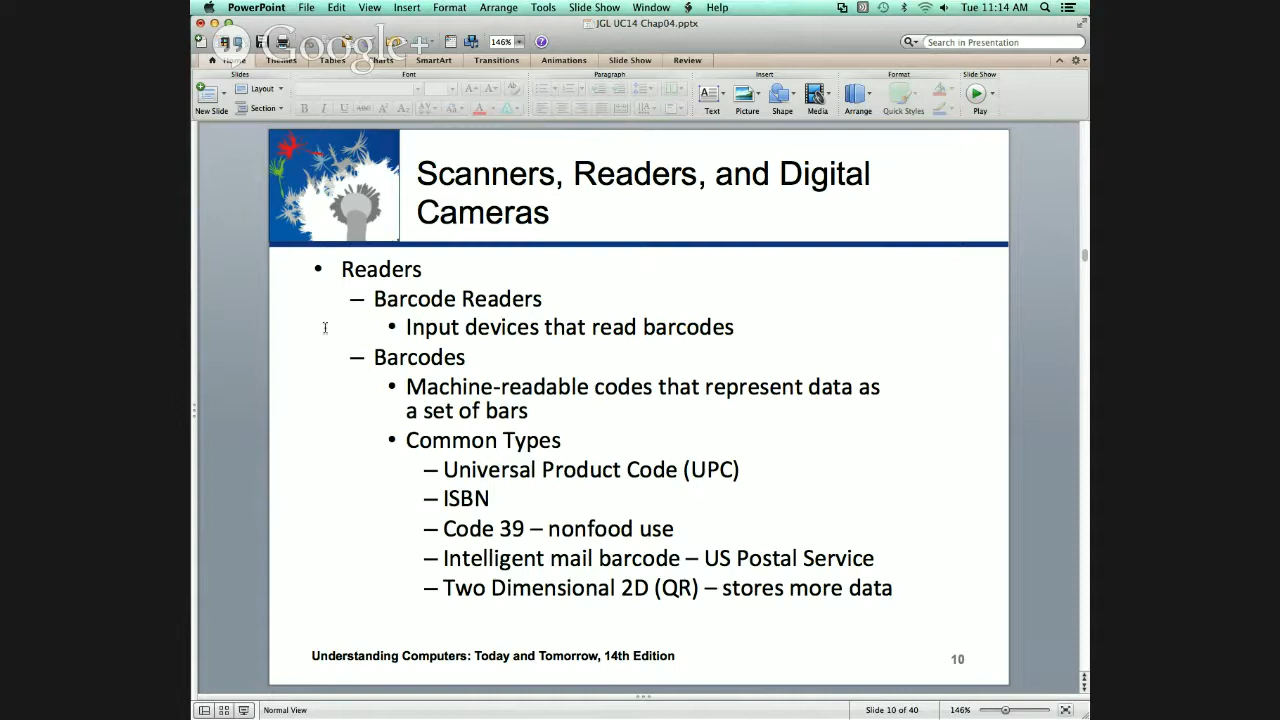 PowerPoint File Edit View Insert Format Arrange Tools Slide Show Window Help Tue 11:14 AM
JGL UC14 Chap04.pptx
Google+
146% Search in Presentation
Home Themes Tables Charts SmartArt Transitions Animations Slide Show Review
Slides Font Paragraph Insert Format Slide Show
Layout
Section
New Slide Text Picture Shape Media Arrange Quick Styles Play
Scanners, Readers, and Digital
Cameras
• Readers
– Barcode Readers
• Input devices that read barcodes
– Barcodes
• Machine-readable codes that represent data as
a set of bars
• Common Types
– Universal Product Code (UPC)
– ISBN
– Code 39 – nonfood use
– Intelligent mail barcode – US Postal Service
– Two Dimensional 2D (QR) – stores more data
Understanding Computers: Today and Tomorrow, 14th Edition 10
Normal View Slide 10 of 40 146%